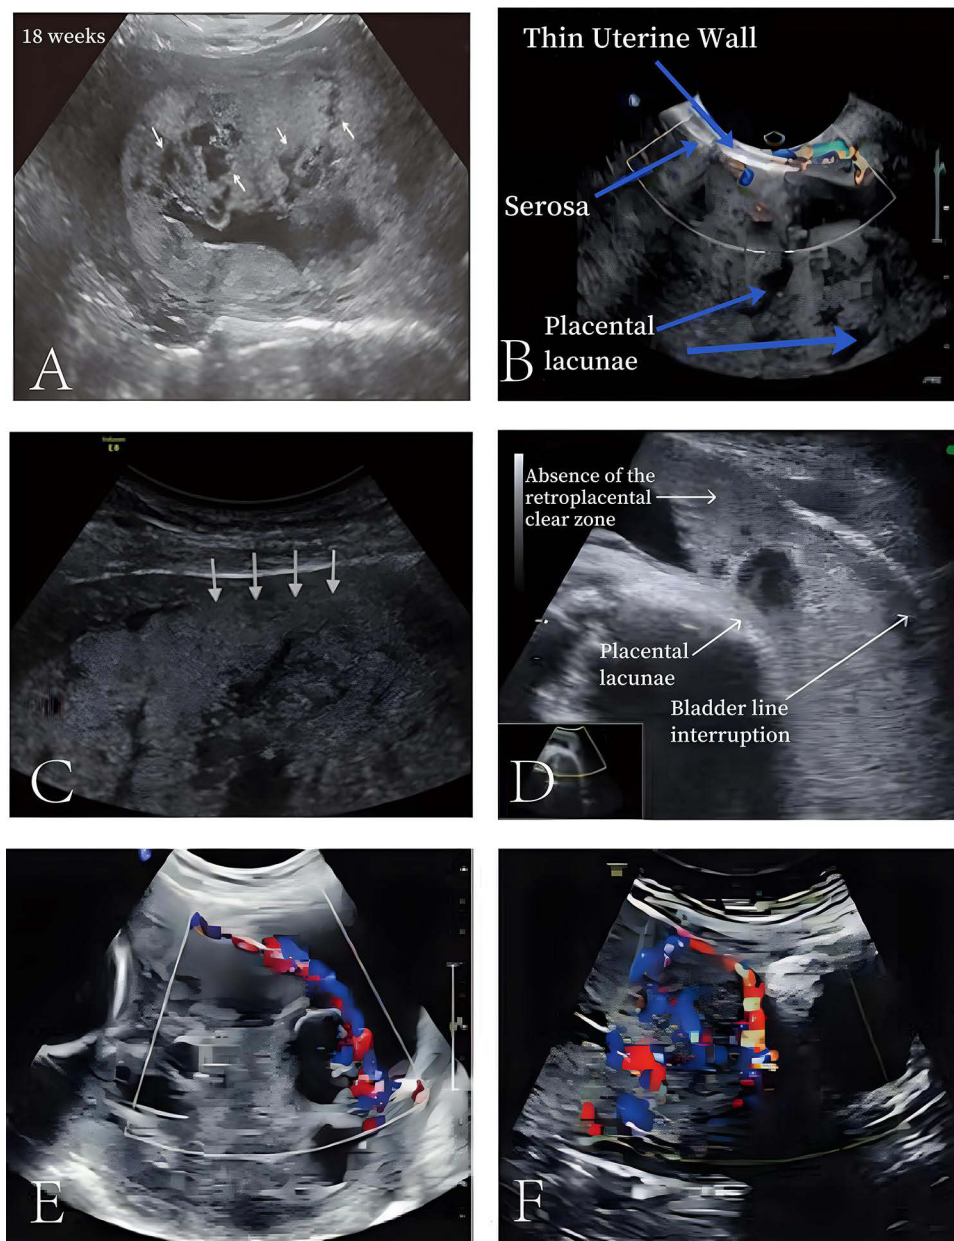 18 weeks
A
Thin Uterine Wall
Serosa
Placental
lacunae
B
C
Absence of the
retroplacental
clear zone
Placental
lacunae
Bladder line
interruption
D
E
F